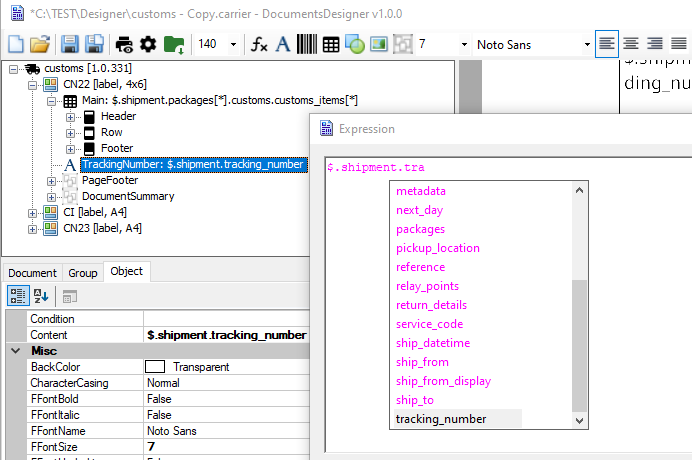 *C:\TEST\Designer\customs - Copy.carrier - DocumentsDesigner v1.0.0
140
fx A
7
Noto Sans
customs [1.0.331]
CN22 [label, 4x6]
Main: $.shipment.packages[*].customs.customs_items[*]
Header
Row
Footer
A TrackingNumber: $.shipment.tracking_number
PageFooter
DocumentSummary
CI [label, A4]
CN23 [label, A4]
$.shipm
ding_nu
Document Group Object
Condition
Content $.shipment.tracking_number
Misc
BackColor Transparent
CharacterCasing Normal
FFontBold False
FFontItalic False
FFontName Noto Sans
FFontSize 7
Expression
$.shipment.tra
metadata
next_day
packages
pickup_location
reference
relay_points
return_details
service_code
ship_datetime
ship_from
ship_from_display
ship_to
tracking_number